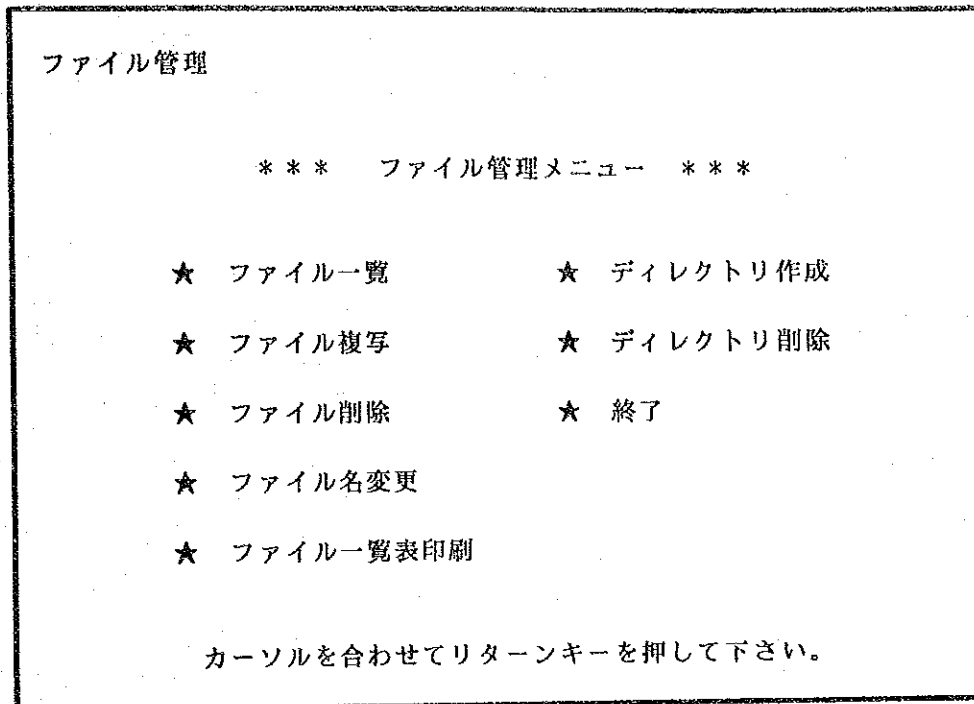 ファイル管理
＊＊＊　ファイル管理メニュー　＊＊＊
★　ファイル一覧　　　　★　ディレクトリ作成
★　ファイル複写　　　　★　ディレクトリ削除
★　ファイル削除　　　　★　終了
★　ファイル名変更
★　ファイル一覧表印刷
カーソルを合わせてリターンキーを押して下さい。